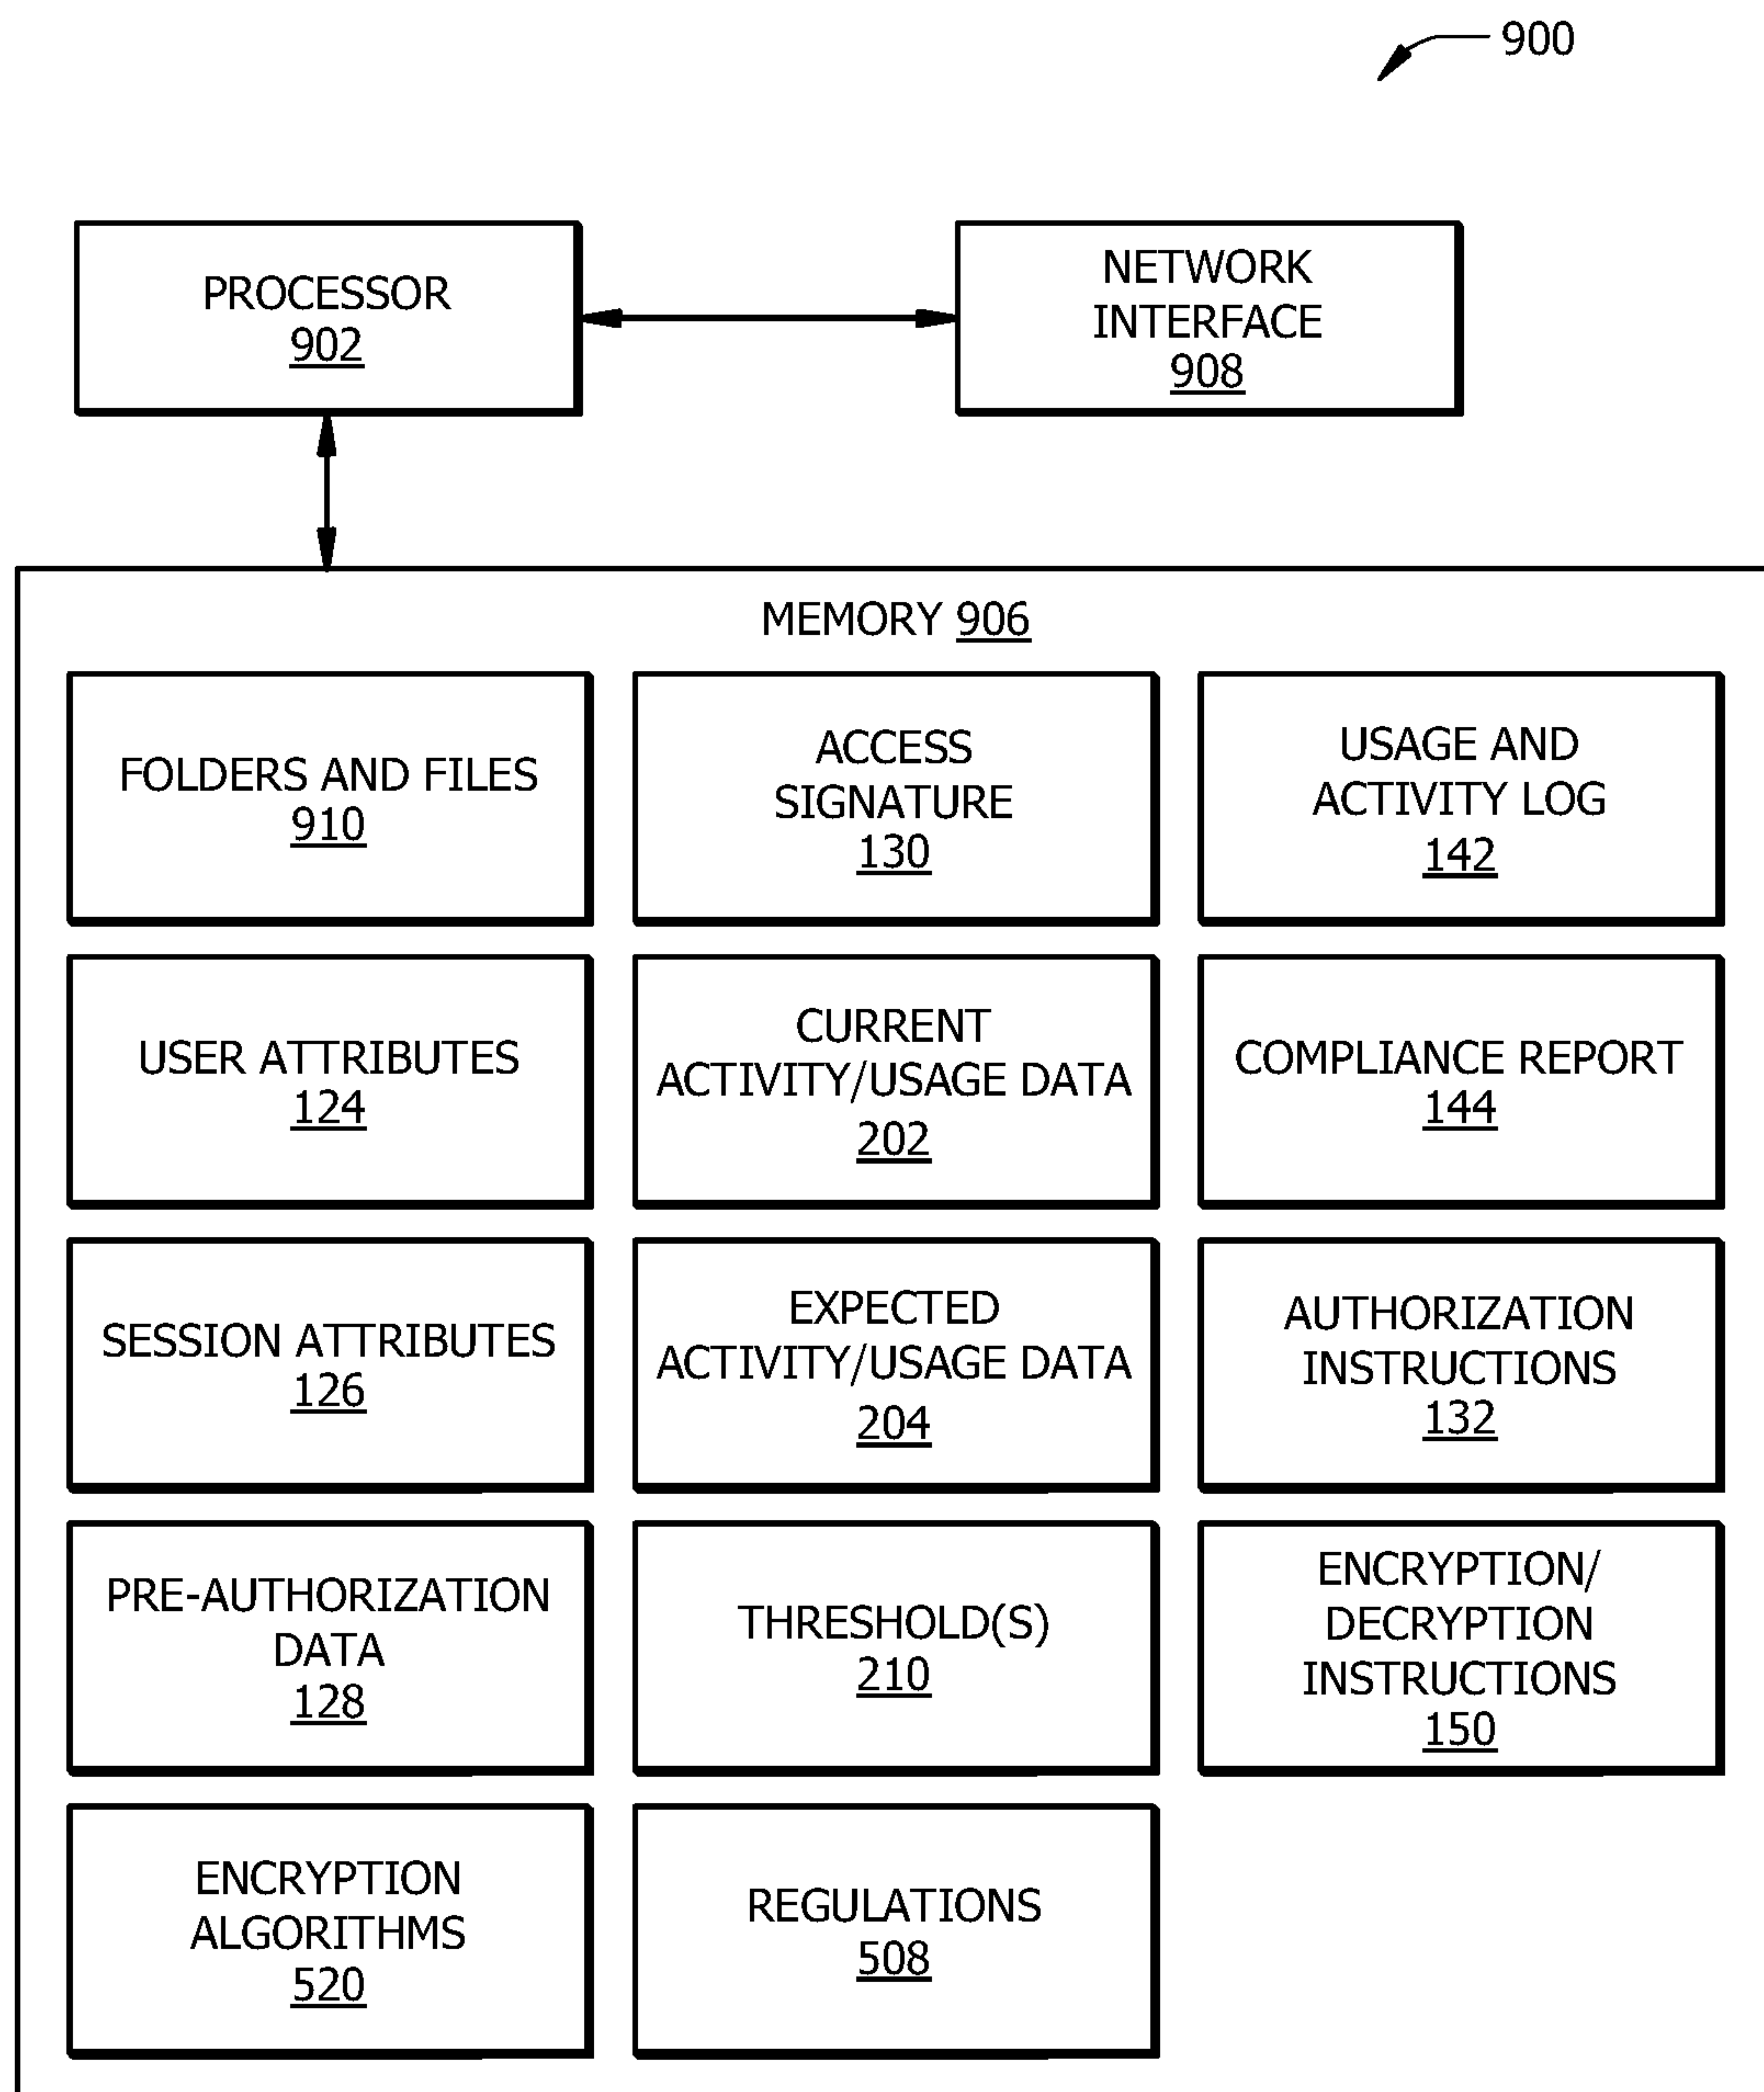 900
PROCESSOR
902
NETWORK
INTERFACE
908
MEMORY 906
FOLDERS AND FILES
910
ACCESS
SIGNATURE
130
USAGE AND
ACTIVITY LOG
142
USER ATTRIBUTES
124
CURRENT
ACTIVITY/USAGE DATA
202
COMPLIANCE REPORT
144
SESSION ATTRIBUTES
126
EXPECTED
ACTIVITY/USAGE DATA
204
AUTHORIZATION
INSTRUCTIONS
132
PRE-AUTHORIZATION
DATA
128
THRESHOLD(S)
210
ENCRYPTION/
DECRYPTION
INSTRUCTIONS
150
ENCRYPTION
ALGORITHMS
520
REGULATIONS
508